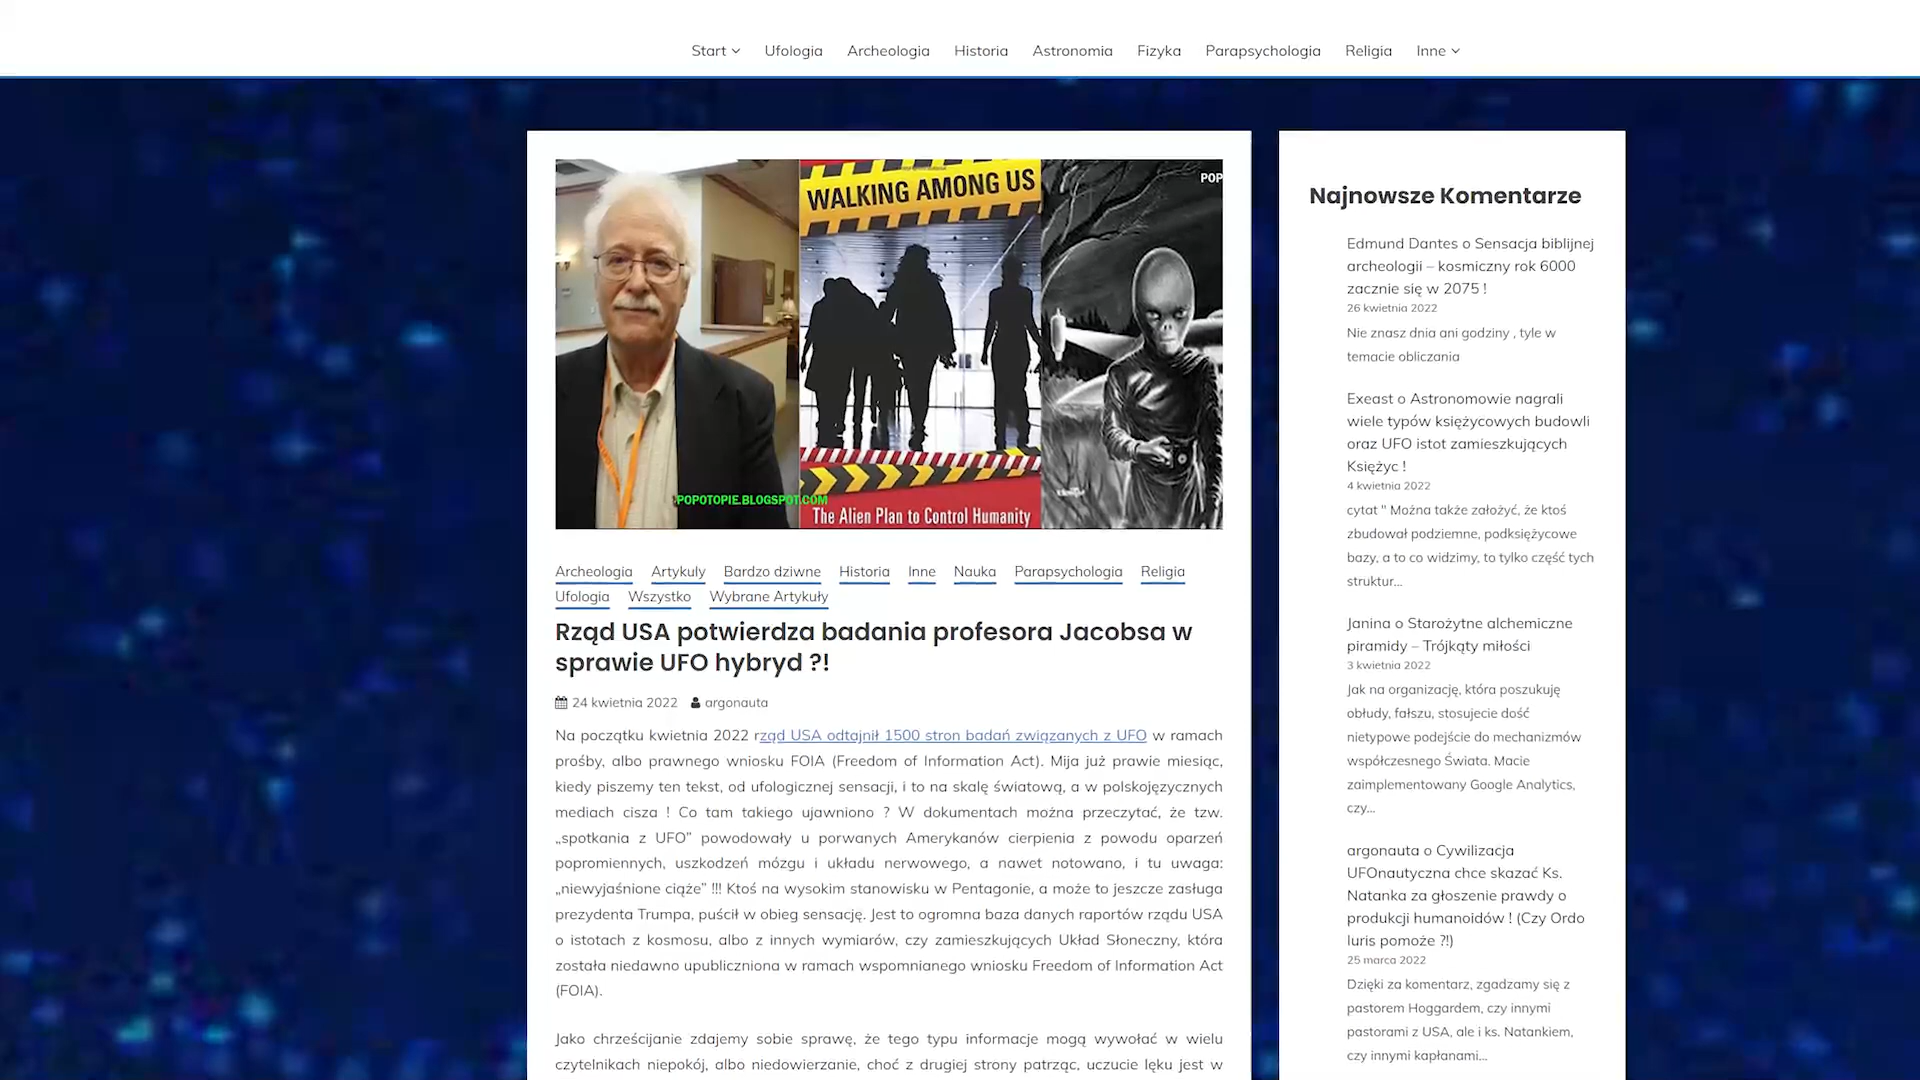 Start Ufologia Archeologia Historia Astronomia Fizyka Parapsychologia Religia Inne
WALKING AMONG US
POP
POPOTOPIE.BLOGSPOT.COM
The Alien Plan to Control Humanity
Archeologia Artykuly Bardzo dziwne Historia Inne Nauka Parapsychologia Religia
Ufologia Wszystko Wybrane Artykuły
Rząd USA potwierdza badania profesora Jacobsa w
sprawie UFO hybryd ?!
24 kwietnia 2022 argonauta
Na początku kwietnia 2022 rząd USA odtajnił 1500 stron badań związanych z UFO w ramach
prośby, albo prawnego wniosku FOIA (Freedom of Information Act). Mija już prawie miesiąc,
kiedy piszemy ten tekst, od ufologicznej sensacji, i to na skalę światową, a w polskojęzycznych
mediach cisza ! Co tam takiego ujawniono ? W dokumentach można przeczytać, że tzw.
„spotkania z UFO” powodowały u porwanych Amerykanów cierpienia z powodu oparzeń
popromiennych, uszkodzeń mózgu i układu nerwowego, a nawet notowano, i tu uwaga:
„niewyjaśnione ciąże” !!! Ktoś na wysokim stanowisku w Pentagonie, a może to jeszcze zasługa
prezydenta Trumpa, puścił w obieg sensację. Jest to ogromna baza danych raportów rządu USA
o istotach z kosmosu, albo z innych wymiarów, czy zamieszkujących Układ Słoneczny, która
została niedawno upubliczniona w ramach wspomnianego wniosku Freedom of Information Act
(FOIA).
Jako chrześcijanie zdajemy sobie sprawę, że tego typu informacje mogą wywołać w wielu
czytelnikach niepokój, albo niedowierzanie, choć z drugiej strony patrząc, uczucie lęku jest w
Najnowsze Komentarze
Edmund Dantes o Sensacja biblijnej
archeologii – kosmiczny rok 6000
zacznie się w 2075 !
26 kwietnia 2022
Nie znasz dnia ani godziny , tyle w
temacie obliczania
Exeast o Astronomowie nagrali
wiele typów księżycowych budowli
oraz UFO istot zamieszkujących
Księżyc !
4 kwietnia 2022
cytat " Można także założyć, że ktoś
zbudował podziemne, podksiężycowe
bazy, a to co widzimy, to tylko część tych
struktur...
Janina o Starożytne alchemiczne
piramidy – Trójkąty miłości
3 kwietnia 2022
Jak na organizację, która poszukuję
obłudy, fałszu, stosujecie dość
nietypowe podejście do mechanizmów
współczesnego Świata. Macie
zaimplementowany Google Analytics,
czy...
argonauta o Cywilizacja
UFOnautyczna chce skazać Ks.
Natanka za głoszenie prawdy o
produkcji humanoidów ! (Czy Ordo
Iuris pomoże ?!)
25 marca 2022
Dzięki za komentarz, zgadzamy się z
pastorem Hoggardem, czy innymi
pastorami z USA, ale i ks. Natankiem,
czy innymi kapłanami...